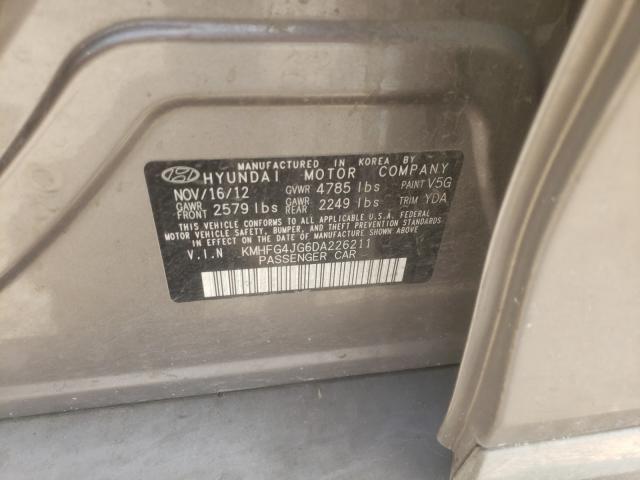 MANUFACTURED IN KOREA BY
HYUNDAI MOTOR COMPANY
NOV/16/12 GVWR 4785 lbs PAINT V5G
GAWR FRONT 2579 lbs GAWR REAR 2249 lbs TRIM YDA
THIS VEHICLE CONFORMS TO ALL APPLICABLE U.S.A. FEDERAL
MOTOR VEHICLE SAFETY, BUMPER, AND THEFT PREVENTION STANDARDS
IN EFFECT ON THE DATE OF MANUFACTURE SHOWN ABOVE.
V.I.N KMHFG4JG6DA226211
PASSENGER CAR